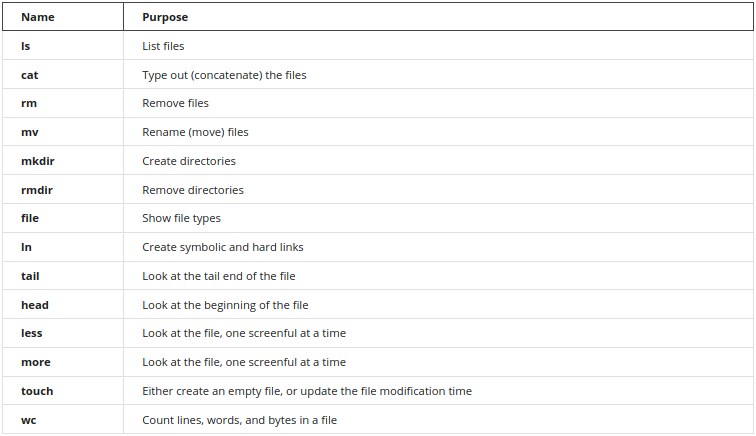 Name Purpose
ls List files
cat Type out (concatenate) the files
rm Remove files
mv Rename (move) files
mkdir Create directories
rmdir Remove directories
file Show file types
ln Create symbolic and hard links
tail Look at the tail end of the file
head Look at the beginning of the file
less Look at the file, one screenful at a time
more Look at the file, one screenful at a time
touch Either create an empty file, or update the file modification time
wc Count lines, words, and bytes in a file